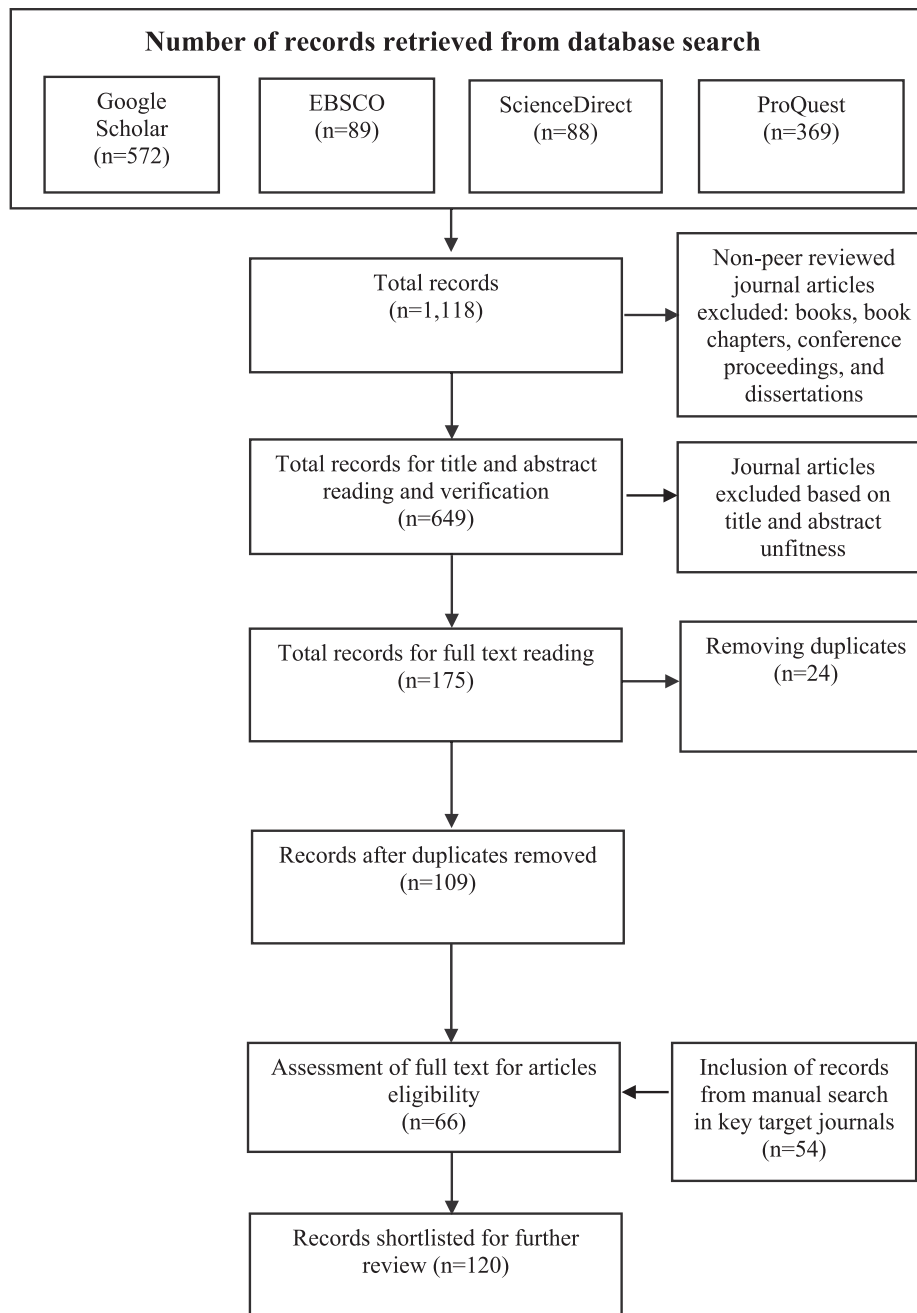 Number of records retrieved from database search
Google
Scholar
(n=572)
EBSCO
(n=89)
ScienceDirect
(n=88)
ProQuest
(n=369)
Total records
(n=1,118)
Non-peer reviewed
journal articles
excluded: books, book
chapters, conference
proceedings, and
dissertations
Total records for title and abstract
reading and verification
(n=649)
Journal articles
excluded based on
title and abstract
unfitness
Total records for full text reading
(n=175)
Removing duplicates
(n=24)
Records after duplicates removed
(n=109)
Assessment of full text for articles
eligibility
(n=66)
Inclusion of records
from manual search
in key target journals
(n=54)
Records shortlisted for further
review (n=120)